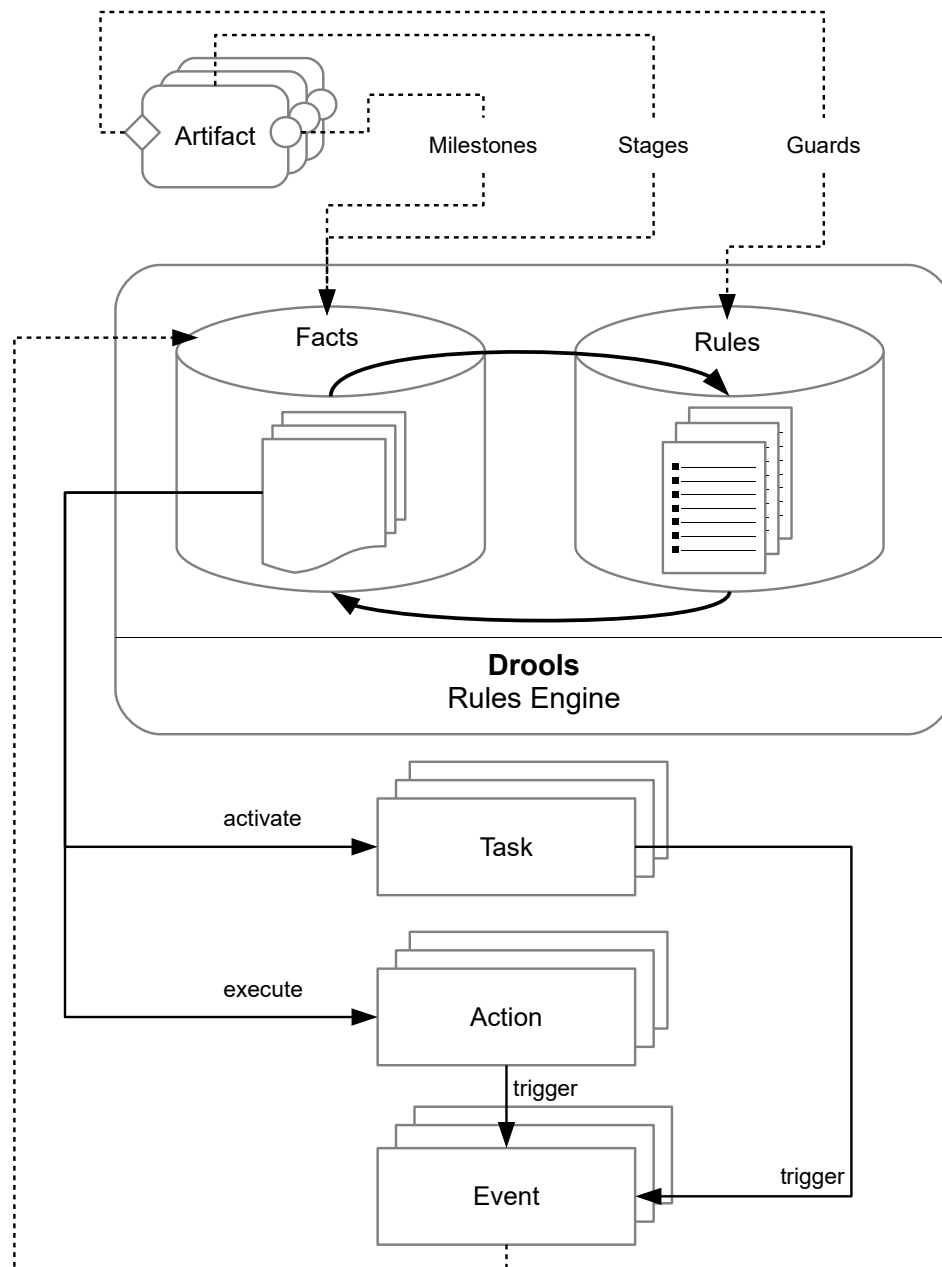 Artifact
Milestones
Stages
Guards
Facts
Rules
Drools
Rules Engine
activate
Task
execute
Action
trigger
Event
trigger